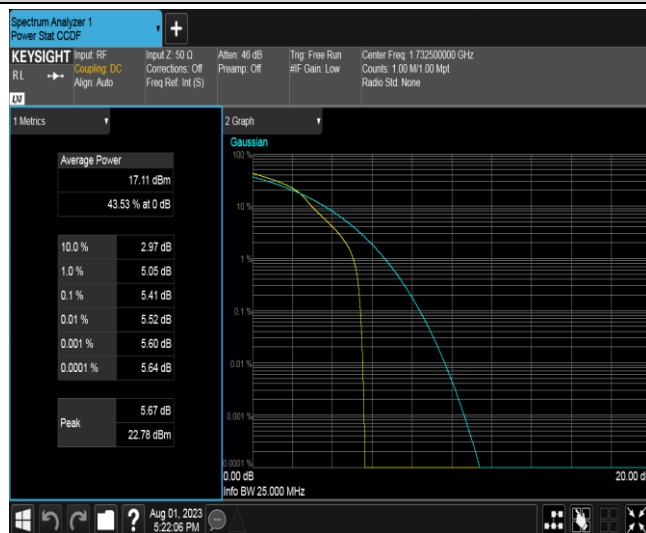 Spectrum Analyzer 1
Power Stat CCDF
KEYSIGHT
RL
LXI
Input: RF
Coupling: DC
Align: Auto
Input Z: 50 Ω
Corrections: Off
Freq Ref: Int (S)
Atten: 46 dB
Preamp: Off
Trig: Free Run
#IF Gain: Low
Center Freq: 1.732500000 GHz
Counts: 1.00 M/1.00 Mpt
Radio Std: None
1 Metrics
Average Power
17.11 dBm
43.53 % at 0 dB
10.0 % 2.97 dB
1.0 % 5.05 dB
0.1 % 5.41 dB
0.01 % 5.52 dB
0.001 % 5.60 dB
0.0001 % 5.64 dB
Peak
5.67 dB
22.78 dBm
2 Graph
Gaussian
100 %
10 %
1 %
0.1 %
0.01 %
0.001 %
0.0001 %
0.00 dB
20.00 d
Info BW 25.000 MHz
?
Aug 01, 2023
5:22:06 PM